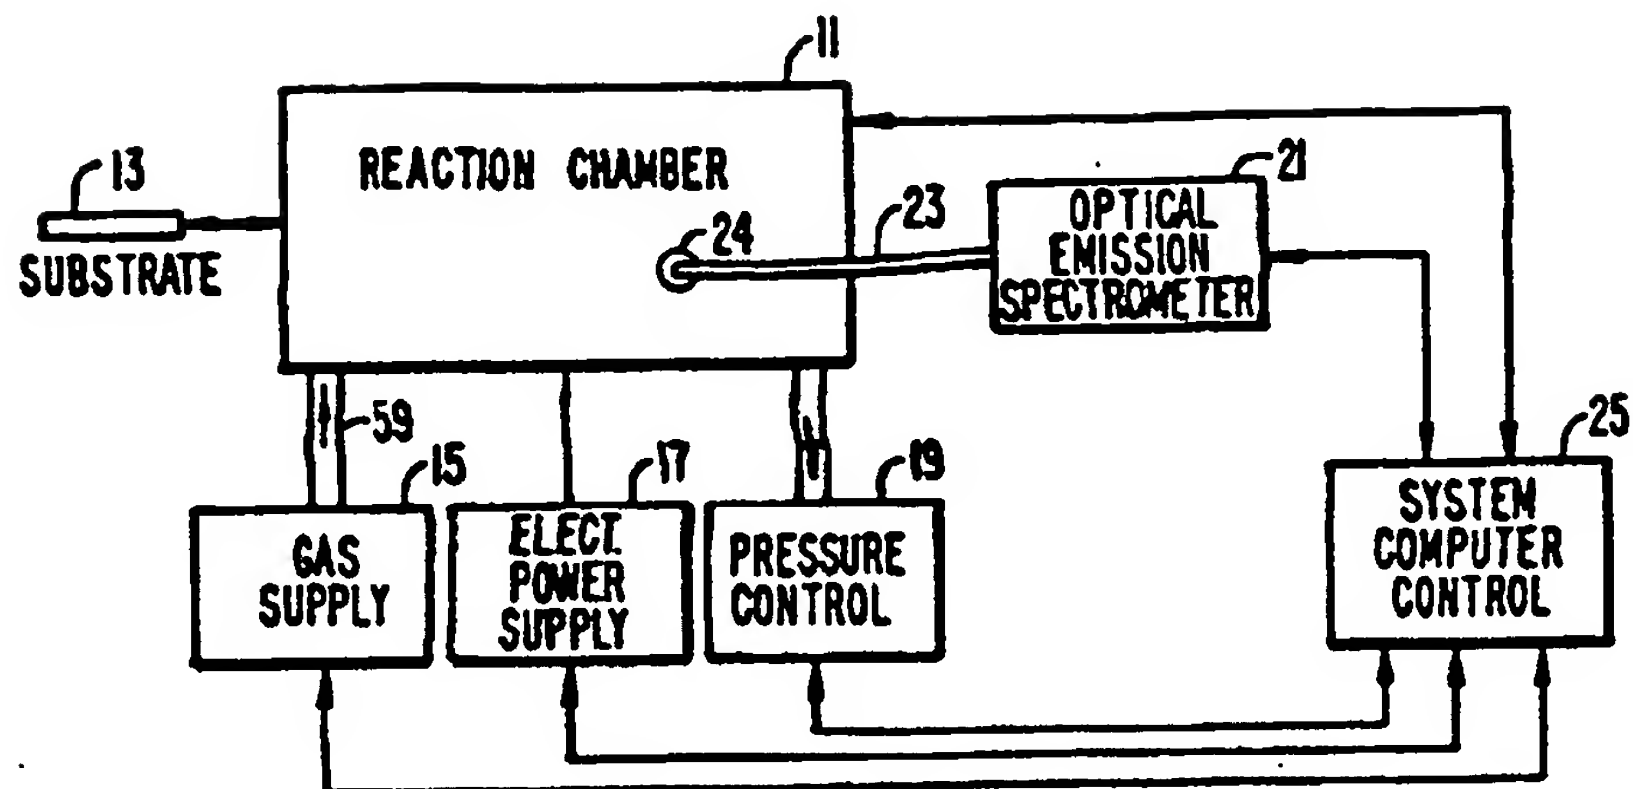 11
REACTION CHAMBER
13
SUBSTRATE
24
23
21
OPTICAL
EMISSION
SPECTROMETER
59
15
GAS
SUPPLY
17
ELECT.
POWER
SUPPLY
19
PRESSURE
CONTROL
25
SYSTEM
COMPUTER
CONTROL